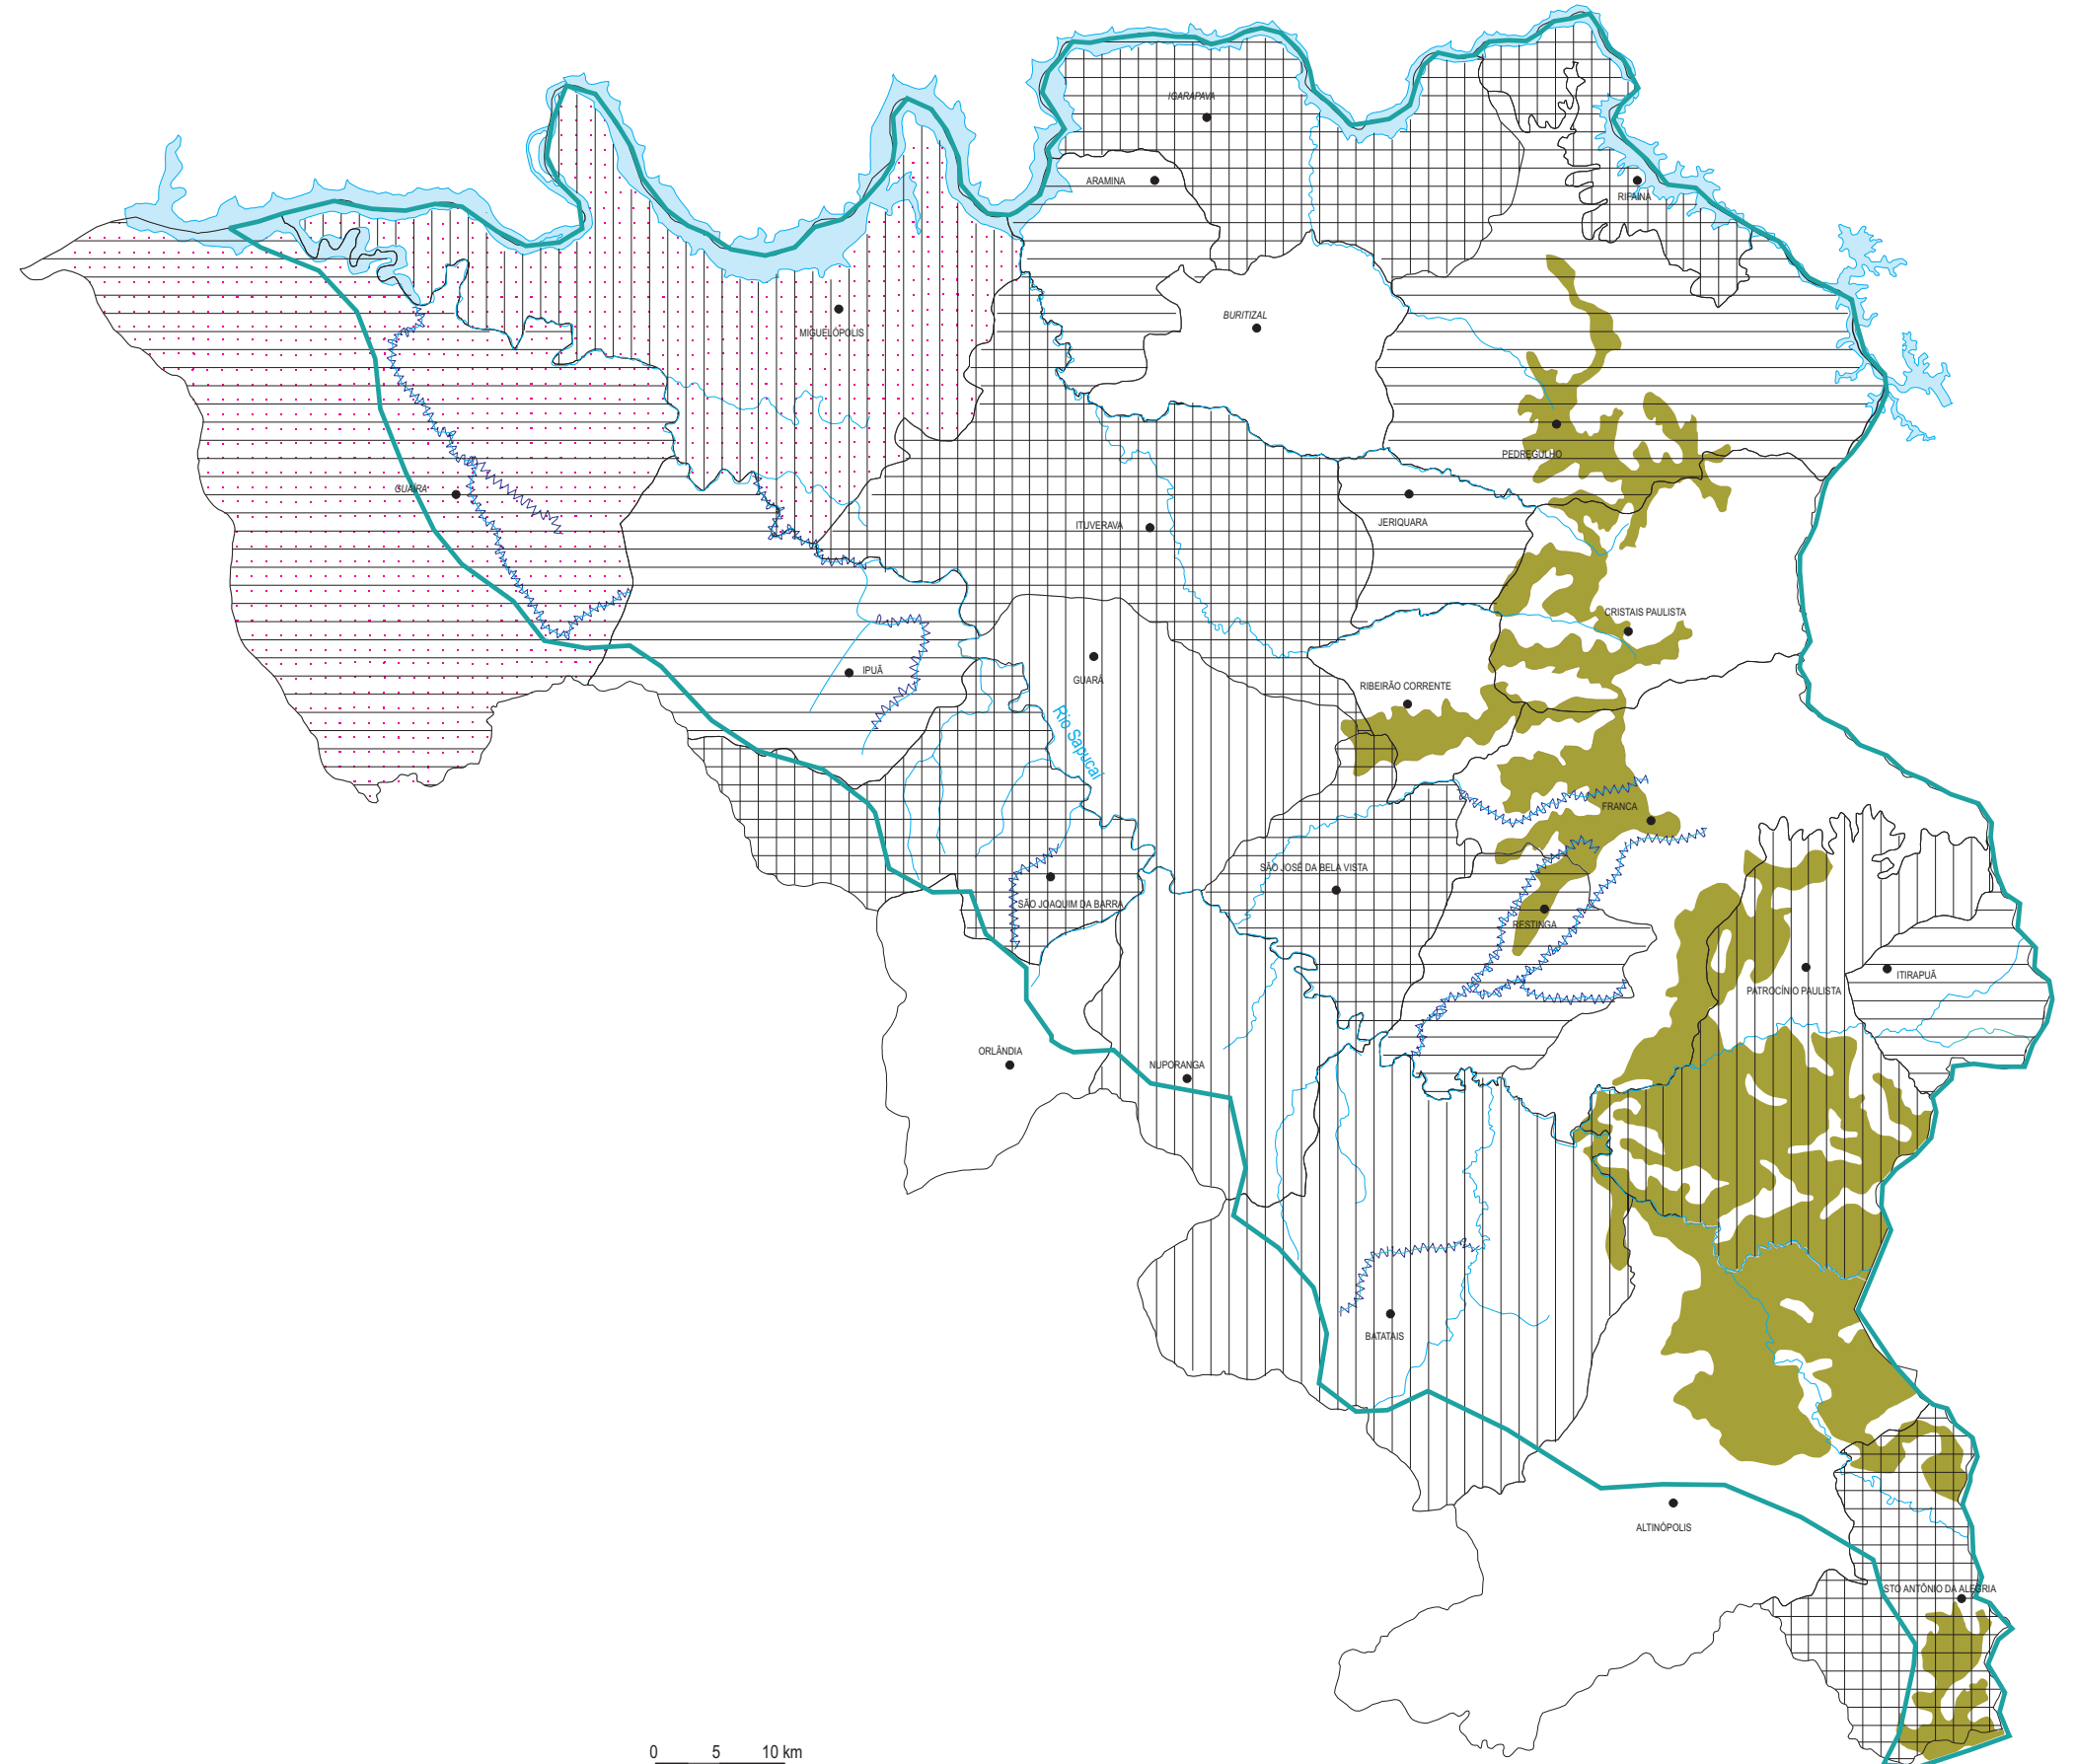 IGARAPAVA
ARAMINA
RIFAINA
BURITIZAL
MIGUELÓPOLIS
PEDREGULHO
GUAÍRA
JERIQUARA
ITUVERAVA
CRISTAIS PAULISTA
IPUÃ
GUARÁ
RIBEIRÃO CORRENTE
Rio Sapucai
FRANCA
SÃO JOSÉ DA BELA VISTA
SÃO JOAQUIM DA BARRA
RESTINGA
ITIRAPUÃ
PATROCÍNIO PAULISTA
ORLÂNDIA
NUPORANGA
BATATAIS
ALTINÓPOLIS
STO ANTÔNIO DA ALEGRIA
0 5 10 km